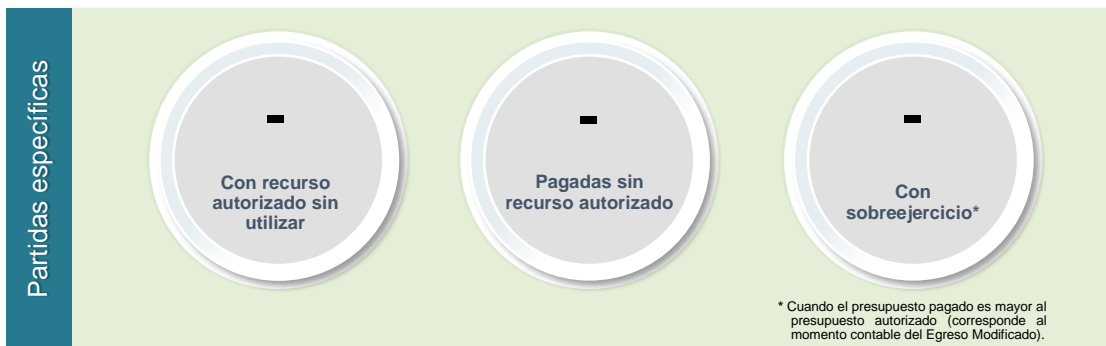 Partidas específicas
-
Con recurso
autorizado sin
utilizar
-
Pagadas sin
recurso autorizado
-
Con
sobreejercicio*
* Cuando el presupuesto pagado es mayor al
presupuesto autorizado (corresponde al
momento contable del Egreso Modificado).